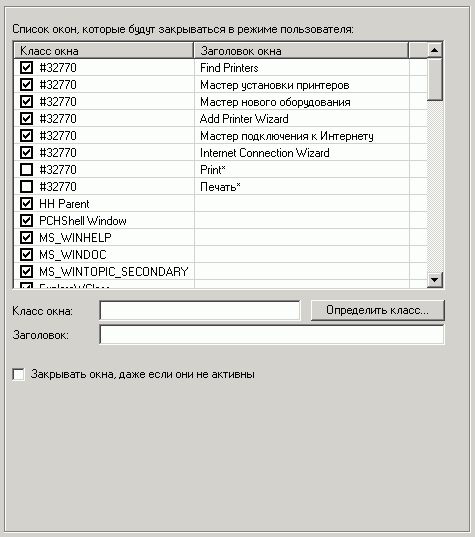 Список окон, которые будут закрываться в режиме пользователя:
Класс окна Заголовок окна
#32770 Find Printers
#32770 Мастер установки принтеров
#32770 Мастер нового оборудования
#32770 Add Printer Wizard
#32770 Мастер подключения к Интернету
#32770 Internet Connection Wizard
#32770 Print*
#32770 Печать*
HH Parent
PCHShell Window
MS_WINHELP
MS_WINDOC
MS_WINTOPIC_SECONDARY
Класс окна: Определить класс...
Заголовок:
Закрывать окна, даже если они не активны